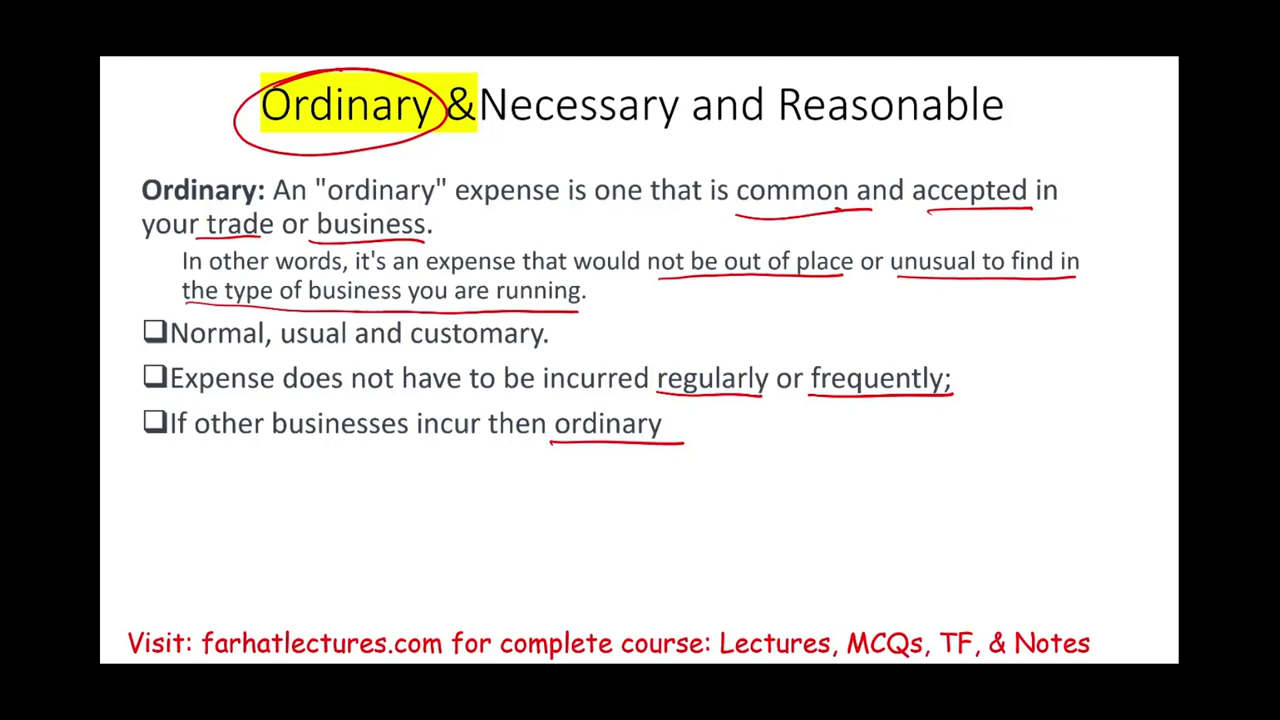 Ordinary &Necessary and Reasonable
Ordinary: An "ordinary" expense is one that is common and accepted in
your trade or business.
In other words, it's an expense that would not be out of place or unusual to find in
the type of business you are running.
❑Normal, usual and customary.
❑Expense does not have to be incurred regularly or frequently;
❑If other businesses incur then ordinary
Visit: farhatlectures.com for complete course: Lectures, MCQs, TF, & Notes